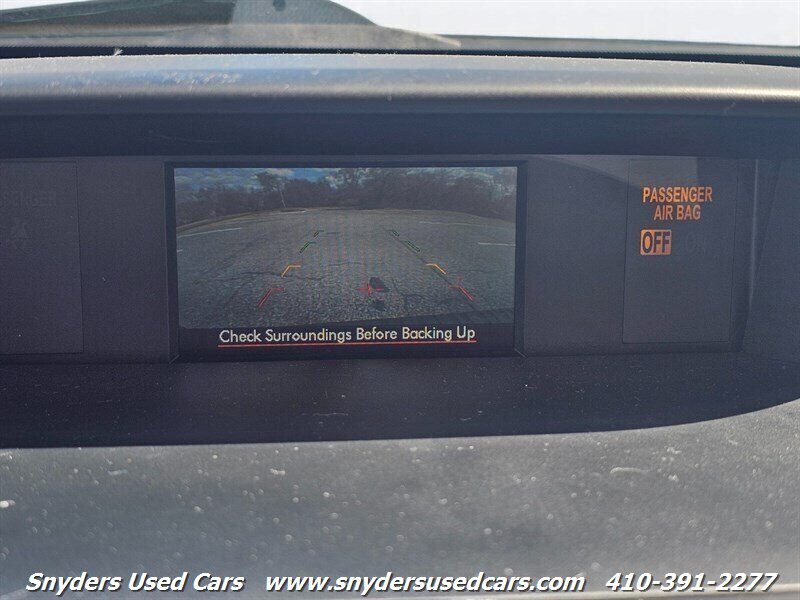 PASSENGER
AIR BAG
OFF
Check Surroundings Before Backing Up
Snyders Used Cars www.snydersusedcars.com 410-391-2277